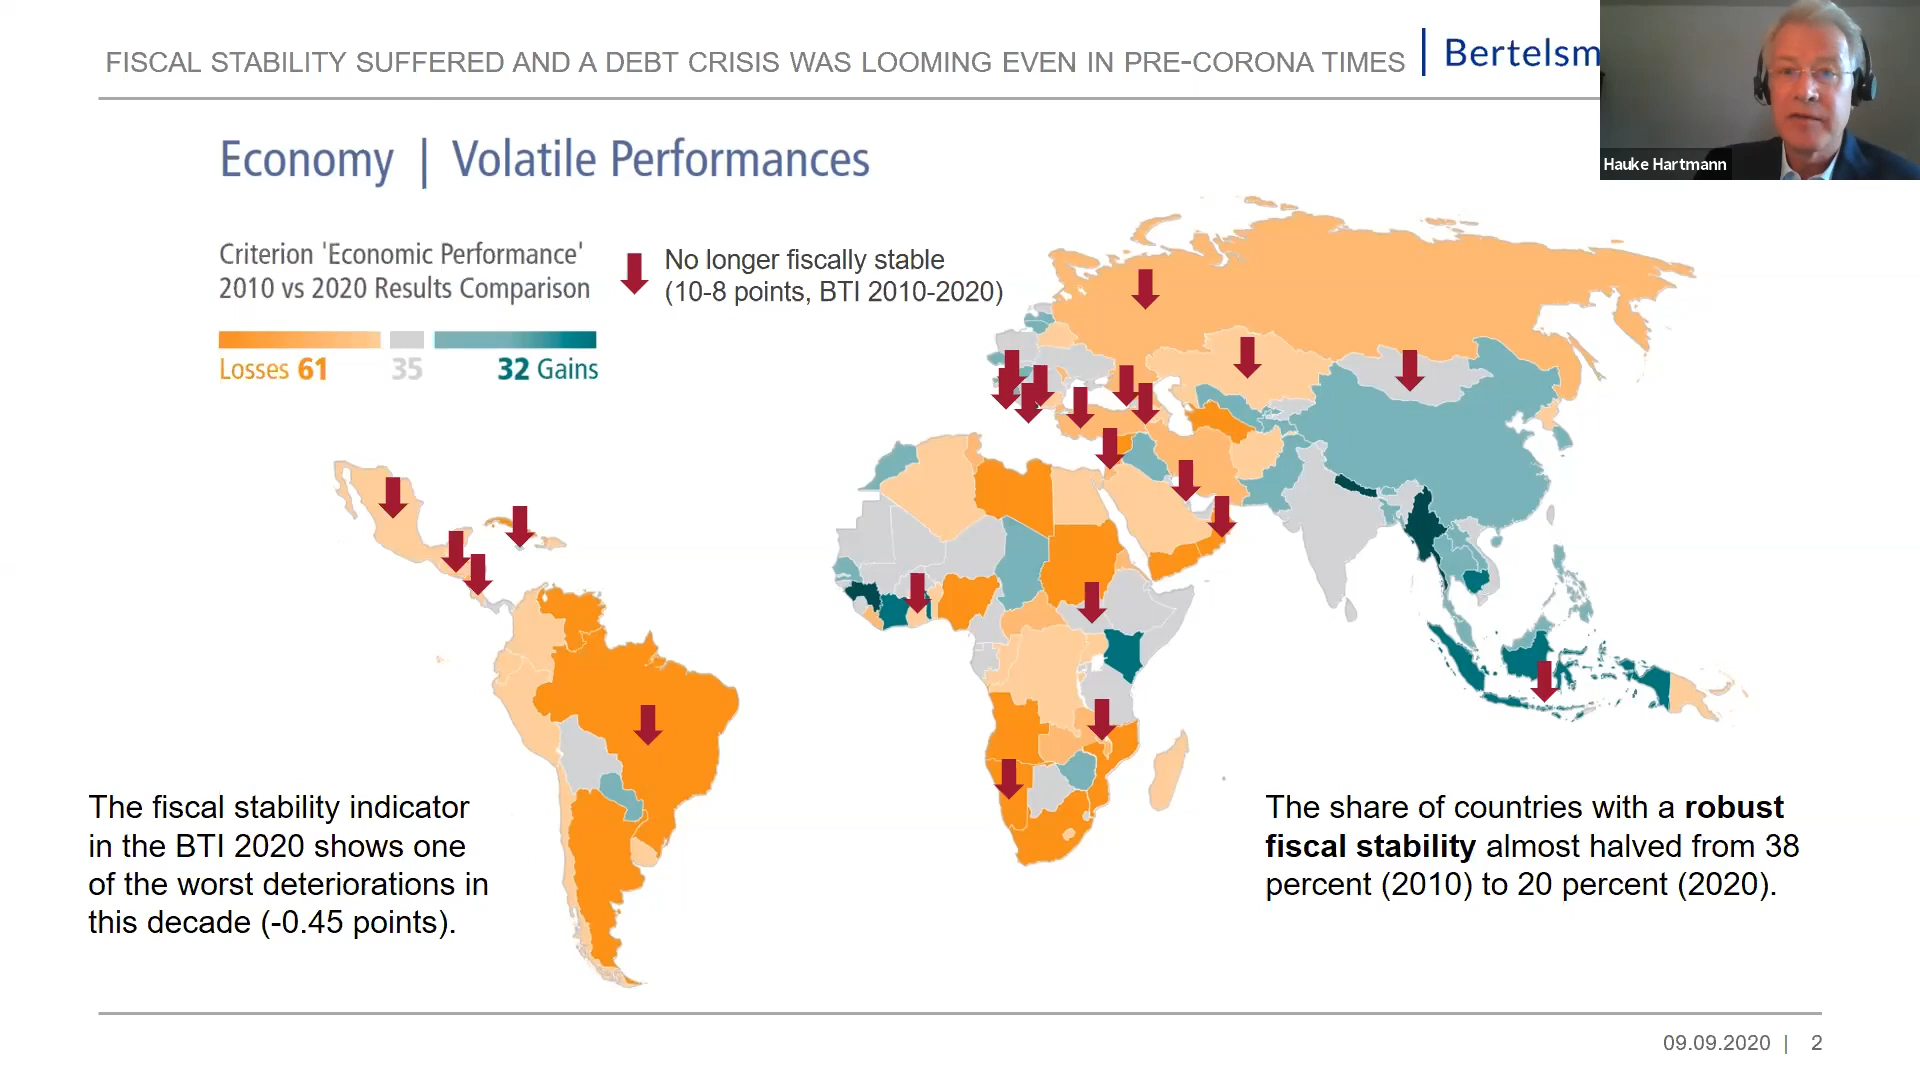 FISCAL STABILITY SUFFERED AND A DEBT CRISIS WAS LOOMING EVEN IN PRE-CORONA TIMES
Bertelsm
Hauke Hartmann
Economy | Volatile Performances
Criterion 'Economic Performance'
2010 vs 2020 Results Comparison
No longer fiscally stable
(10-8 points, BTI 2010-2020)
Losses 61 35 32 Gains
The fiscal stability indicator
in the BTI 2020 shows one
of the worst deteriorations in
this decade (-0.45 points).
The share of countries with a robust
fiscal stability almost halved from 38
percent (2010) to 20 percent (2020).
09.09.2020 | 2